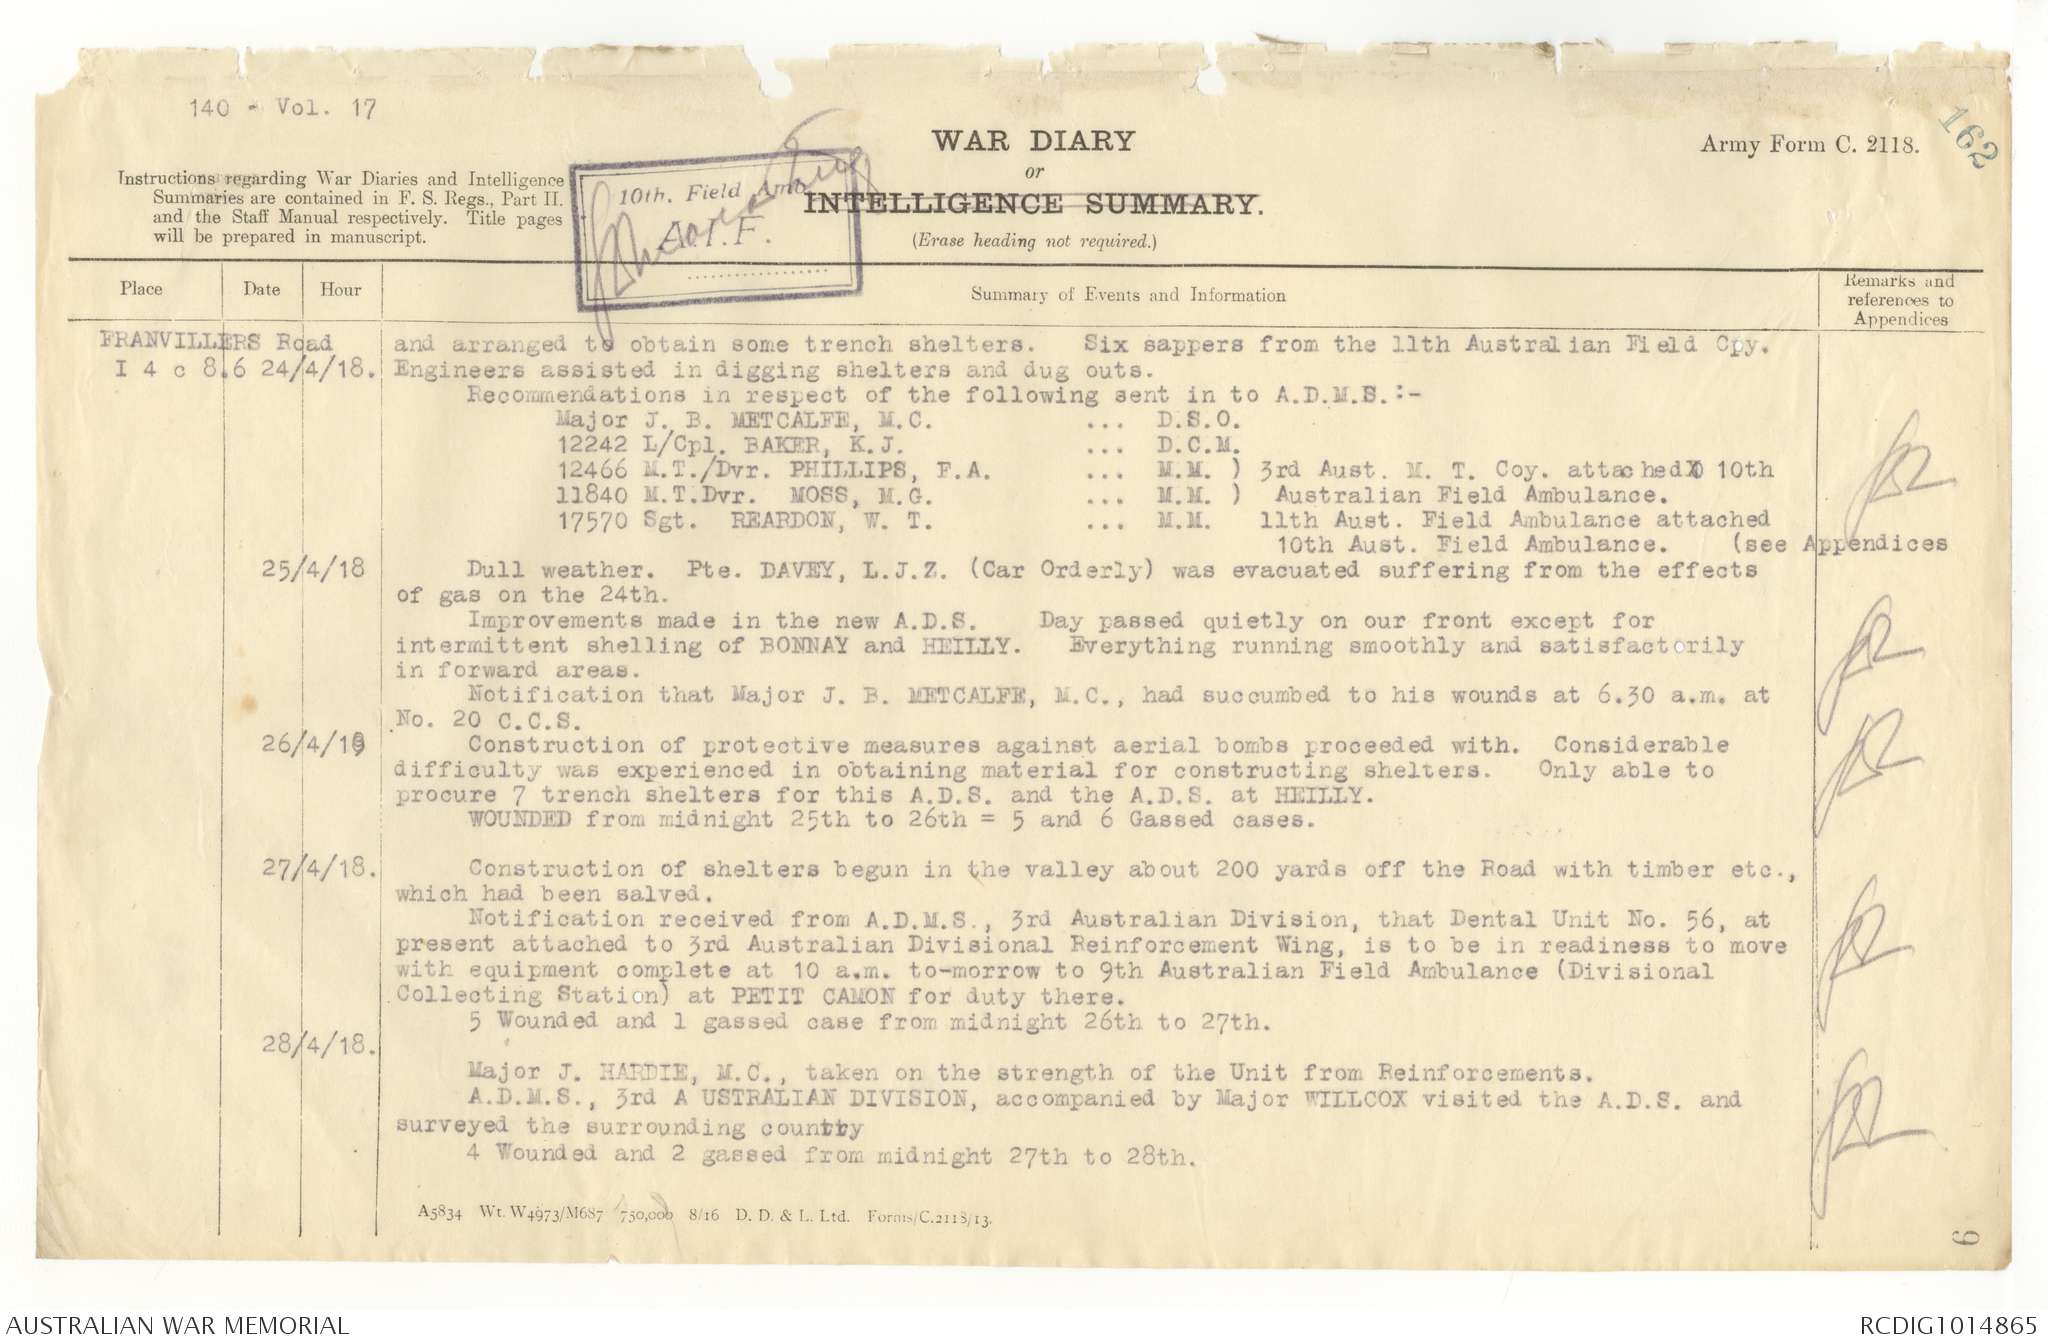 140 - Vol. 17
WAR DIARY
or
INTELLIGENCE SUMMARY.
(Erase heading not required.)
Army Form C. 2118.
162
Instructions regarding War Diaries and Intelligence
Summaries are contained in F. S. Regs., Part II.
and the Staff Manual respectively. Title pages
will be prepared in manuscript.
10th. Field Amb.
A.I.F.
Place Date Hour Summary of Events and Information Remarks and references to Appendices
FRANVILLERS Road and arranged to obtain some trench shelters. Six sappers from the 11th Australian Field Cpy.
I 4 c 8.6 24/4/18. Engineers assisted in digging shelters and dug outs.
Recommendations in respect of the following sent in to A.D.M.S.:-
Major J. B. METCALFE, M.C. ... D.S.O.
12242 L/Cpl. BAKER, K.J. ... D.C.M.
12466 M.T./Dvr. PHILLIPS, F.A. ... M.M. ) 3rd Aust. M. T. Coy. attached 10th
11840 M.T.Dvr. MOSS, M.G. ... M.M. ) Australian Field Ambulance.
17570 Sgt. REARDON, W. T. ... M.M. 11th Aust. Field Ambulance attached
10th Aust. Field Ambulance. (see Appendices
25/4/18 Dull weather. Pte. DAVEY, L.J.Z. (Car Orderly) was evacuated suffering from the effects
of gas on the 24th.
Improvements made in the new A.D.S. Day passed quietly on our front except for
intermittent shelling of BONNAY and HEILLY. Everything running smoothly and satisfactorily
in forward areas.
Notification that Major J. B. METCALFE, M.C., had succumbed to his wounds at 6.30 a.m. at
No. 20 C.C.S.
26/4/18 Construction of protective measures against aerial bombs proceeded with. Considerable
difficulty was experienced in obtaining material for constructing shelters. Only able to
procure 7 trench shelters for this A.D.S. and the A.D.S. at HEILLY.
WOUNDED from midnight 25th to 26th = 5 and 6 Gassed cases.
27/4/18. Construction of shelters begun in the valley about 200 yards off the Road with timber etc.,
which had been salved.
Notification received from A.D.M.S., 3rd Australian Division, that Dental Unit No. 56, at
present attached to 3rd Australian Divisional Reinforcement Wing, is to be in readiness to move
with equipment complete at 10 a.m. to-morrow to 9th Australian Field Ambulance (Divisional
Collecting Station) at PETIT CAMON for duty there.
5 Wounded and 1 gassed case from midnight 26th to 27th.
28/4/18.
Major J. HARDIE, M.C., taken on the strength of the Unit from Reinforcements.
A.D.M.S., 3rd A USTRALIAN DIVISION, accompanied by Major WILLCOX visited the A.D.S. and
surveyed the surrounding country
4 Wounded and 2 gassed from midnight 27th to 28th.
A5834 Wt. W4973/M687 750,000 8/16 D. D. & L. Ltd. Forms/C.2118/13.
6
AUSTRALIAN WAR MEMORIAL
RCDIG1014865